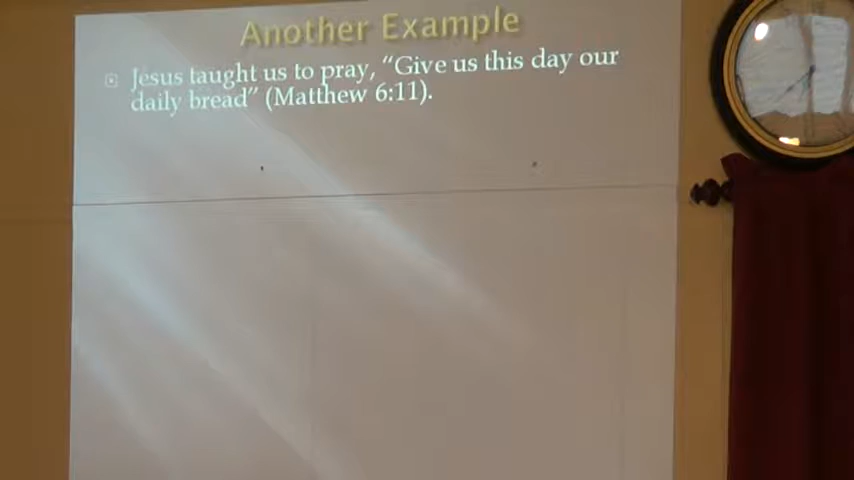 Another Example
Jesus taught us to pray, “Give us this day our
daily bread” (Matthew 6:11).